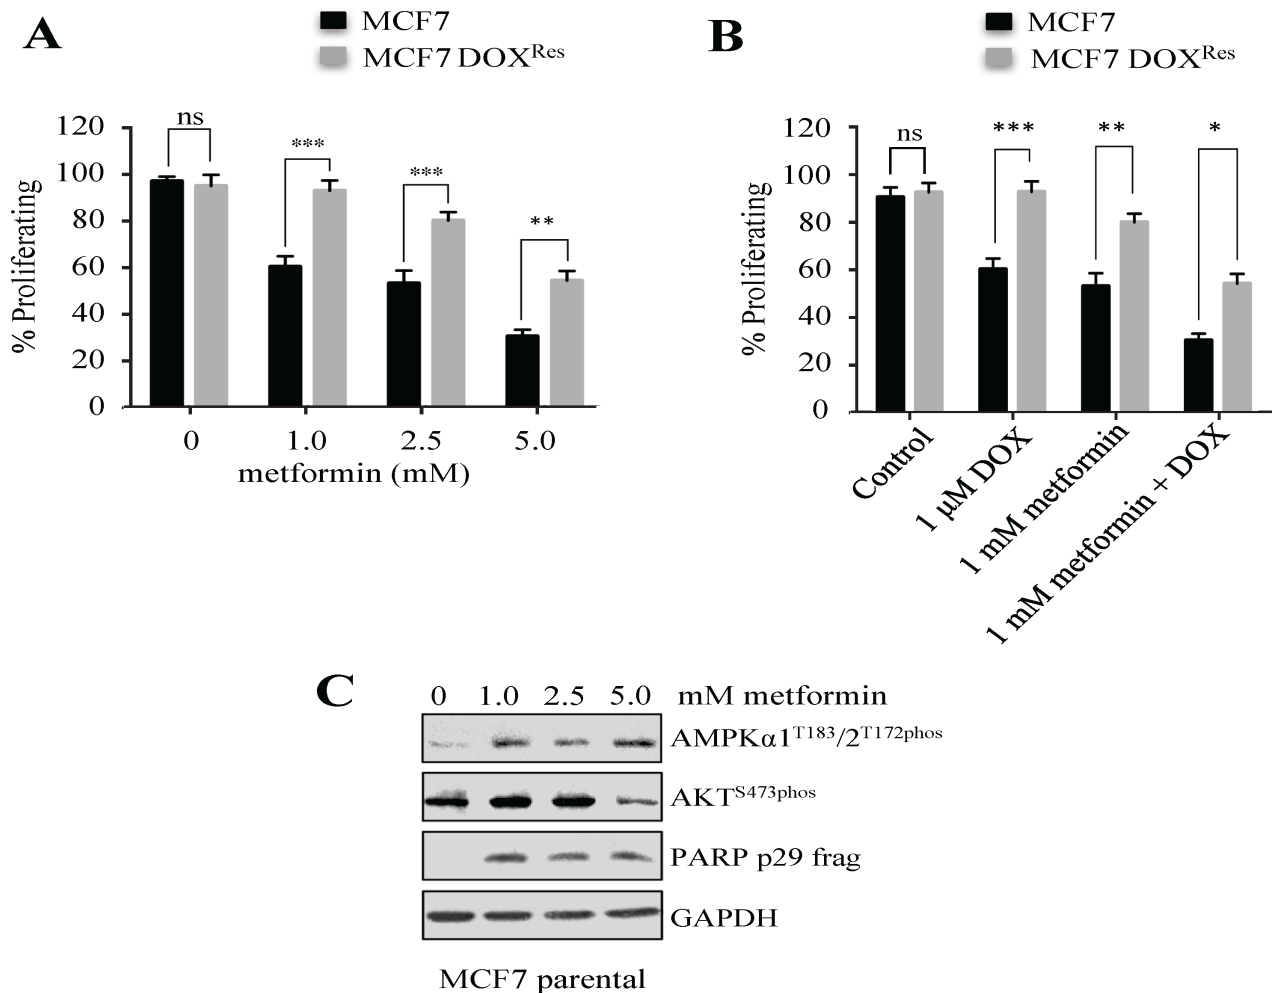 A
MCF7
MCF7 DOXRes
% Proliferating
120
100
80
60
40
20
0
ns
***
***
**
0 1.0 2.5 5.0
metformin (mM)
B
MCF7
MCF7 DOXRes
% Proliferating
120
100
80
60
40
20
0
ns
***
**
*
Control
1 µM DOX
1 mM metformin
1 mM metformin + DOX
C
0 1.0 2.5 5.0 mM metformin
AMPKα1T183/2T172phos
AKTS473phos
PARP p29 frag
GAPDH
MCF7 parental